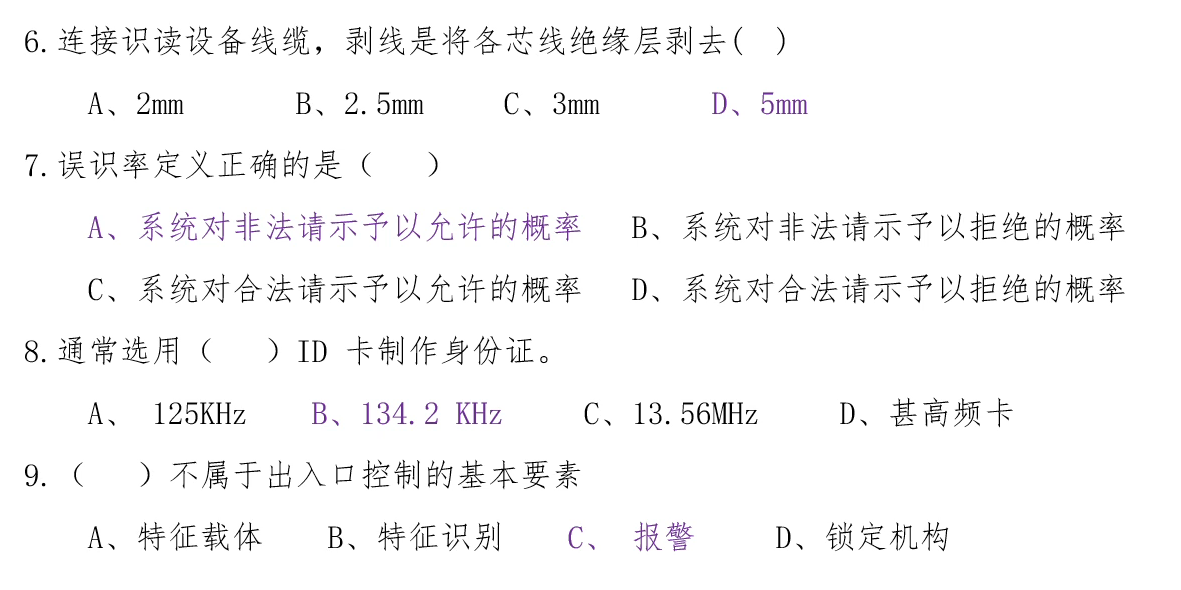 6.连接识读设备线缆，剥线是将各芯线绝缘层剥去(  )
A、2mm  B、2.5mm  C、3mm  D、5mm
7.误识率定义正确的是（  ）
A、系统对非法请示予以允许的概率  B、系统对非法请示予以拒绝的概率
C、系统对合法请示予以允许的概率  D、系统对合法请示予以拒绝的概率
8.通常选用（  ）ID 卡制作身份证。
A、 125KHz  B、134.2 KHz  C、13.56MHz  D、甚高频卡
9.（  ）不属于出入口控制的基本要素
A、特征载体  B、特征识别  C、 报警  D、锁定机构